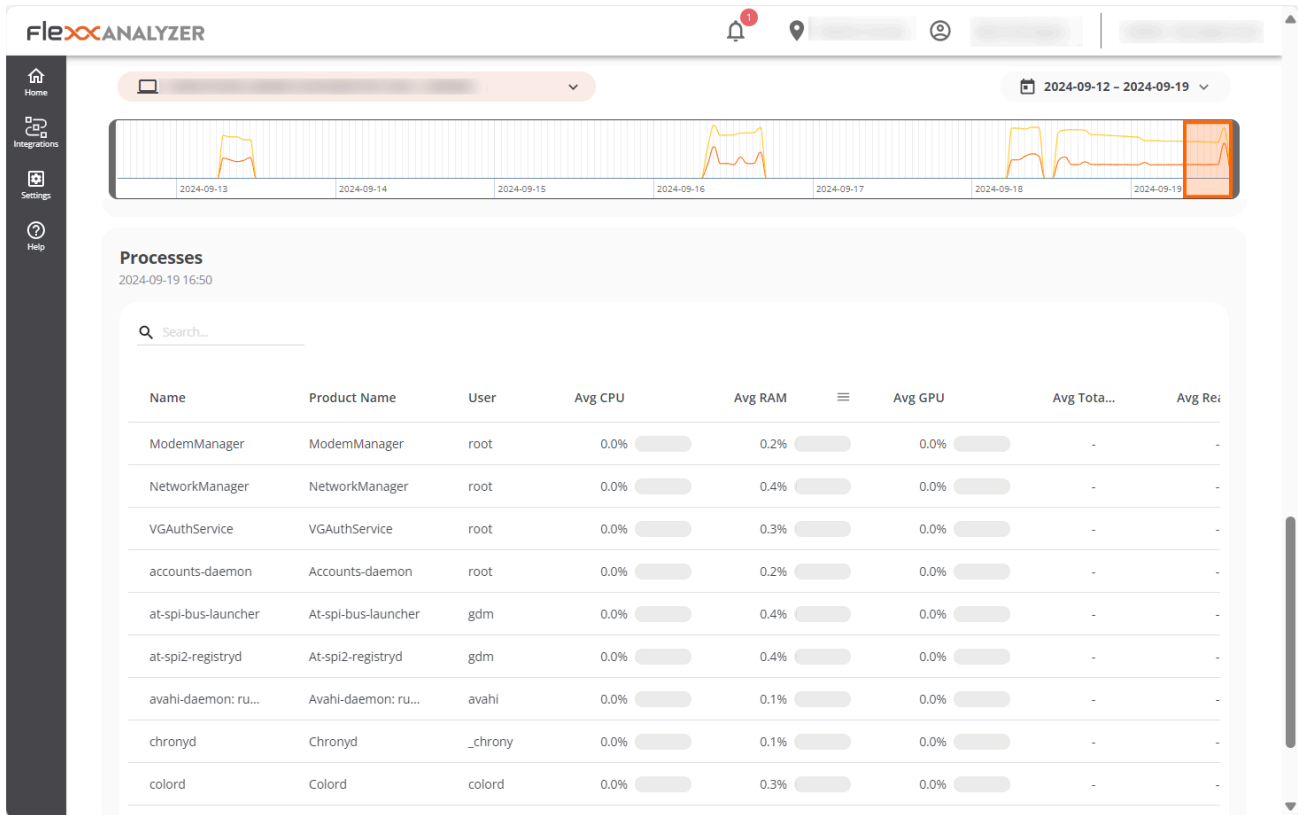 FlexxANALYZER
1
Home
Integrations
Settings
Help
2024-09-12 – 2024-09-19
2024-09-13 2024-09-14 2024-09-15 2024-09-16 2024-09-17 2024-09-18 2024-09-19
Processes
2024-09-19 16:50
Search...
Name Product Name User Avg CPU Avg RAM Avg GPU Avg Tota... Avg Rea
ModemManager ModemManager root 0.0% 0.2% 0.0% - -
NetworkManager NetworkManager root 0.0% 0.4% 0.0% - -
VGAuthService VGAuthService root 0.0% 0.3% 0.0% - -
accounts-daemon Accounts-daemon root 0.0% 0.2% 0.0% - -
at-spi-bus-launcher At-spi-bus-launcher gdm 0.0% 0.4% 0.0% - -
at-spi2-registryd At-spi2-registryd gdm 0.0% 0.4% 0.0% - -
avahi-daemon: ru... Avahi-daemon: ru... avahi 0.0% 0.1% 0.0% - -
chronyd Chronyd _chrony 0.0% 0.1% 0.0% - -
colord Colord colord 0.0% 0.3% 0.0% - -